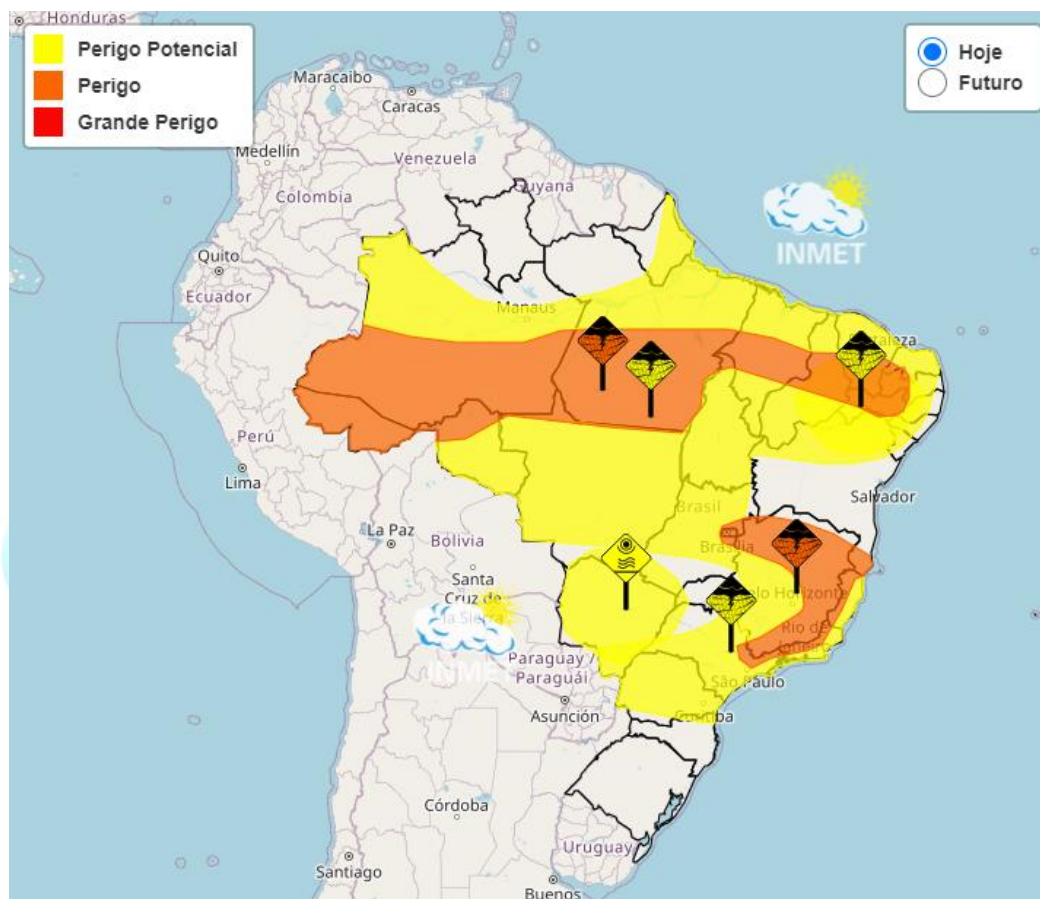 Honduras
Perigo Potencial
Perigo
Grande Perigo
Hoje
Futuro
Maracaibo
Caracas
Medellín
Venezuela
Guyana
Colombia
INMET
Quito
Ecuador
Manaus
Perú
Lima
Salvador
Brasil
Brasília
La Paz
Bolivia
Santa
Cruz de
la Sierra
INMET
Belo Horizonte
Rio de
Janeiro
São Paulo
Paraguay /
Paraguái
Asunción
Curitiba
Córdoba
Uruguay
Santiago
Buenos